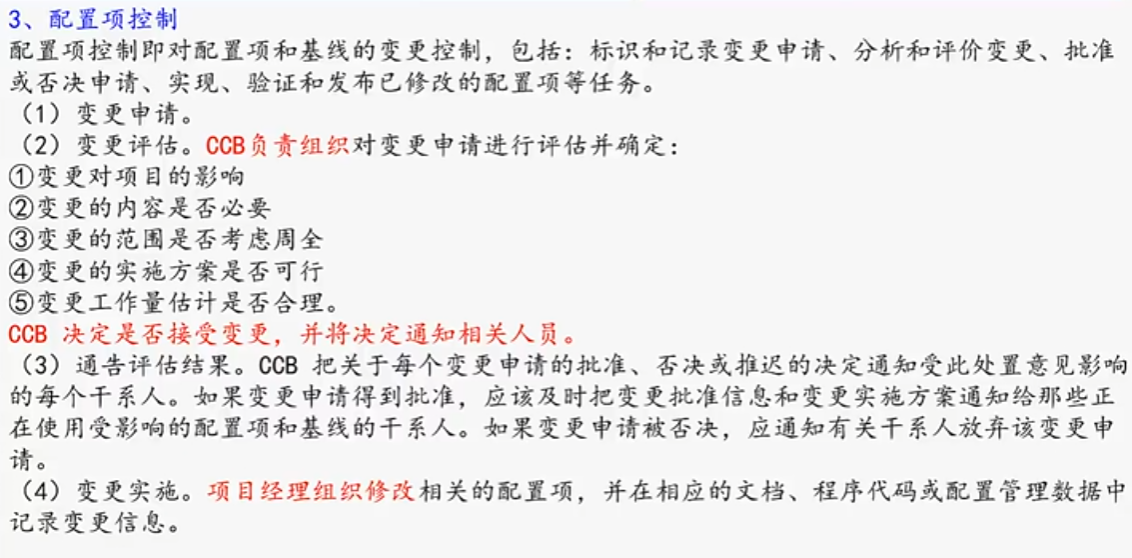 3、配置项控制
配置项控制即对配置项和基线的变更控制，包括：标识和记录变更申请、分析和评价变更、批准
或否决申请、实现、验证和发布已修改的配置项等任务。
（1）变更申请。
（2）变更评估。CCB负责组织对变更申请进行评估并确定：
①变更对项目的影响
②变更的内容是否必要
③变更的范围是否考虑周全
④变更的实施方案是否可行
⑤变更工作量估计是否合理。
CCB 决定是否接受变更，并将决定通知相关人员。
（3）通告评估结果。CCB 把关于每个变更申请的批准、否决或推迟的决定通知受此处置意见影响
的每个干系人。如果变更申请得到批准，应该及时把变更批准信息和变更实施方案通知给那些正
在使用受影响的配置项和基线的干系人。如果变更申请被否决，应通知有关干系人放弃该变更申
请。
（4）变更实施。项目经理组织修改相关的配置项，并在相应的文档、程序代码或配置管理数据中
记录变更信息。